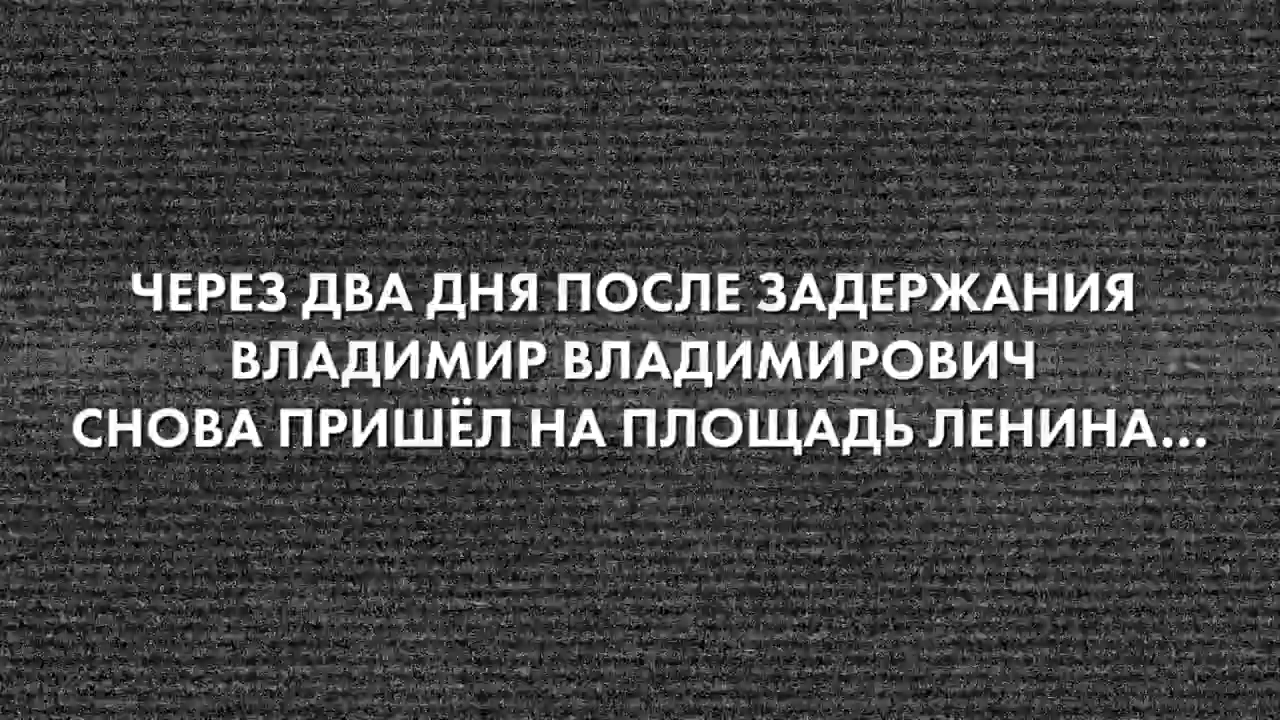 ЧЕРЕЗ ДВА ДНЯ ПОСЛЕ ЗАДЕРЖАНИЯ
ВЛАДИМИР ВЛАДИМИРОВИЧ
СНОВА ПРИШЁЛ НА ПЛОЩАДЬ ЛЕНИНА...